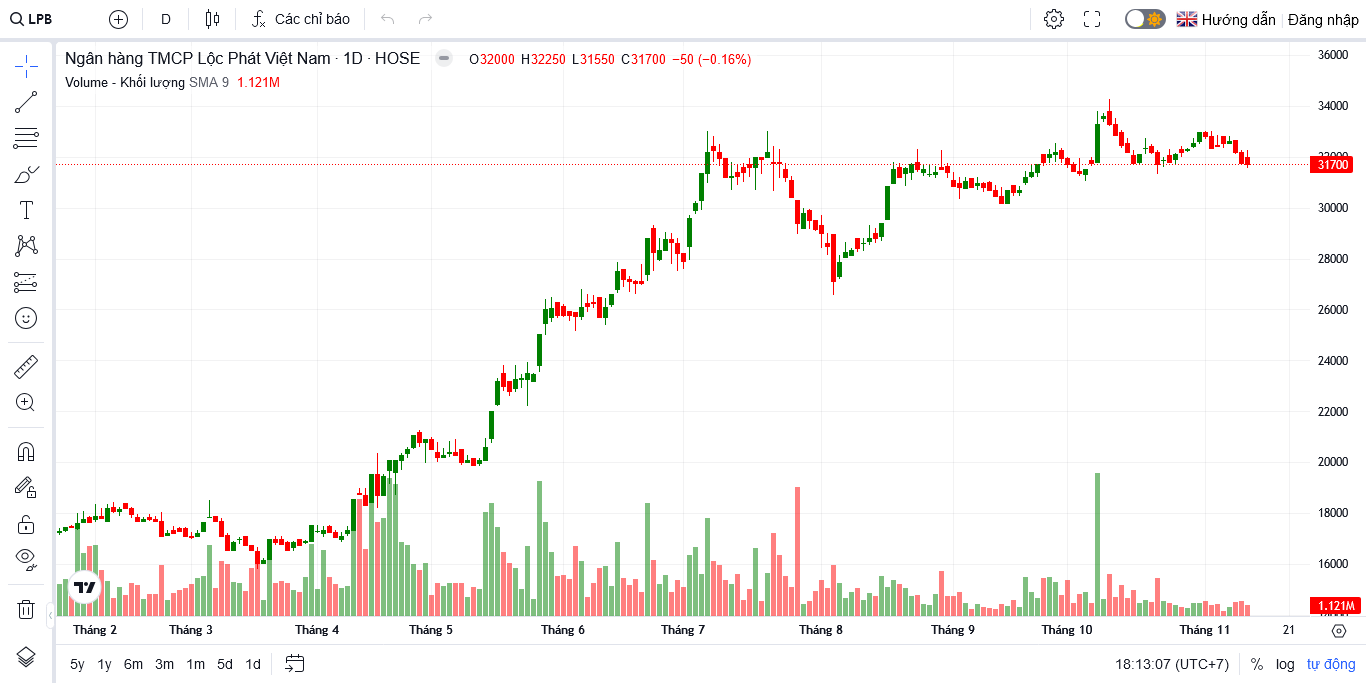 LPB D Các chỉ báo Hướng dẫn Đăng nhập
Ngân hàng TMCP Lộc Phát Việt Nam · 1D · HOSE O32000 H32250 L31550 C31700 −50 (−0.16%)
Volume - Khối lượng SMA 9 1.121M
36000
34000
32000
31700
30000
28000
26000
24000
22000
20000
18000
16000
1.121M
Tháng 2 Tháng 3 Tháng 4 Tháng 5 Tháng 6 Tháng 7 Tháng 8 Tháng 9 Tháng 10 Tháng 11 21
5y 1y 6m 3m 1m 5d 1d 18:13:07 (UTC+7) % log tự động